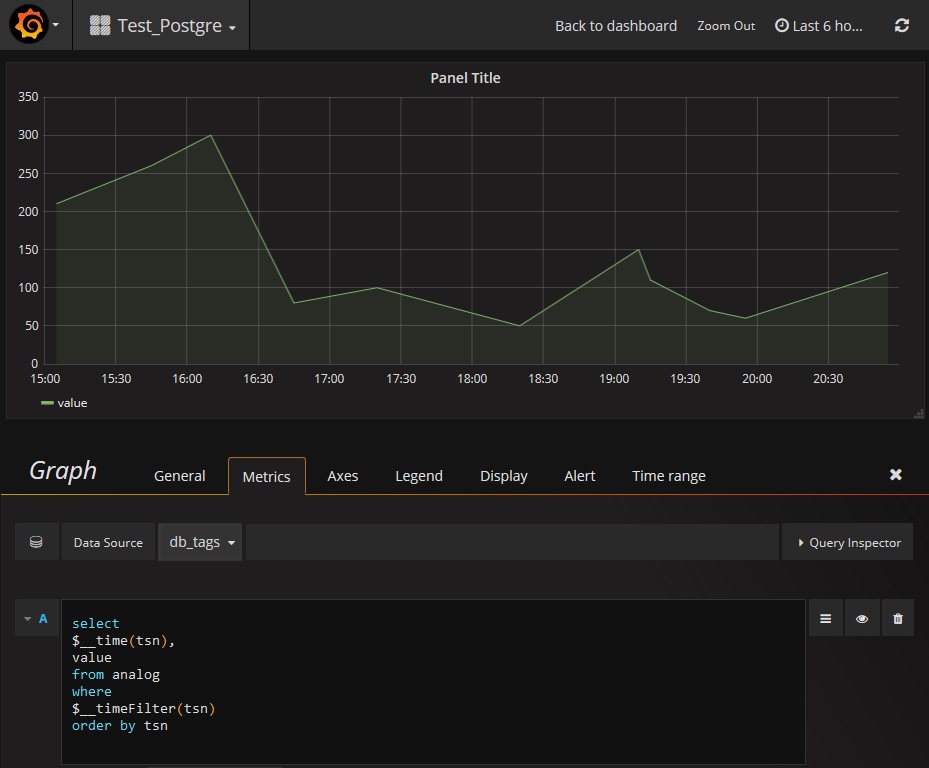 Test_Postgre
Back to dashboard Zoom Out Last 6 ho...
Panel Title
350
300
250
200
150
100
50
0
15:00 15:30 16:00 16:30 17:00 17:30 18:00 18:30 19:00 19:30 20:00 20:30
value
Graph General Metrics Axes Legend Display Alert Time range
Data Source db_tags Query Inspector
A
select
$__time(tsn),
value
from analog
where
$__timeFilter(tsn)
order by tsn